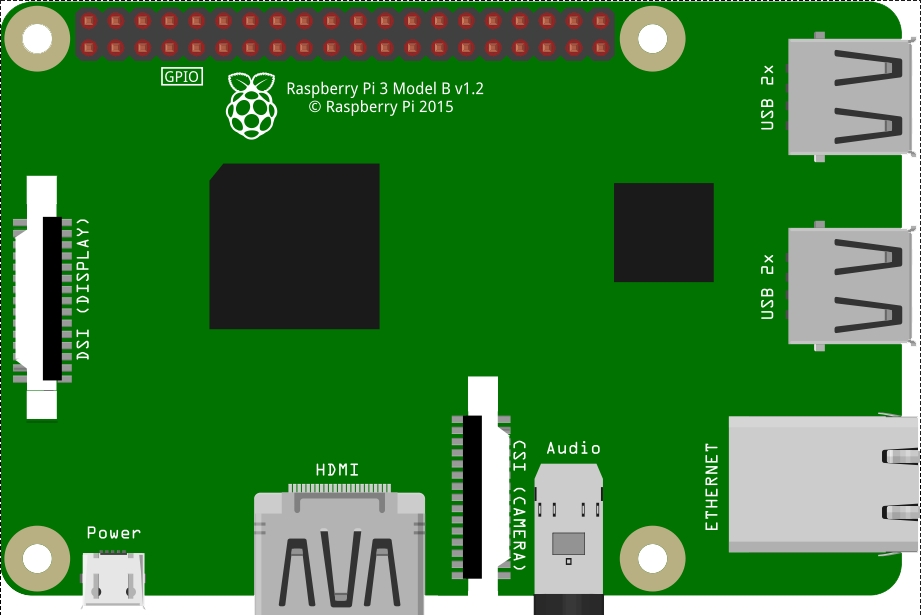 GPIO
Raspberry Pi 3 Model B v1.2
© Raspberry Pi 2015
USB 2x
DSI (DISPLAY)
USB 2x
HDMI
Audio
CSI (CAMERA)
ETHERNET
Power